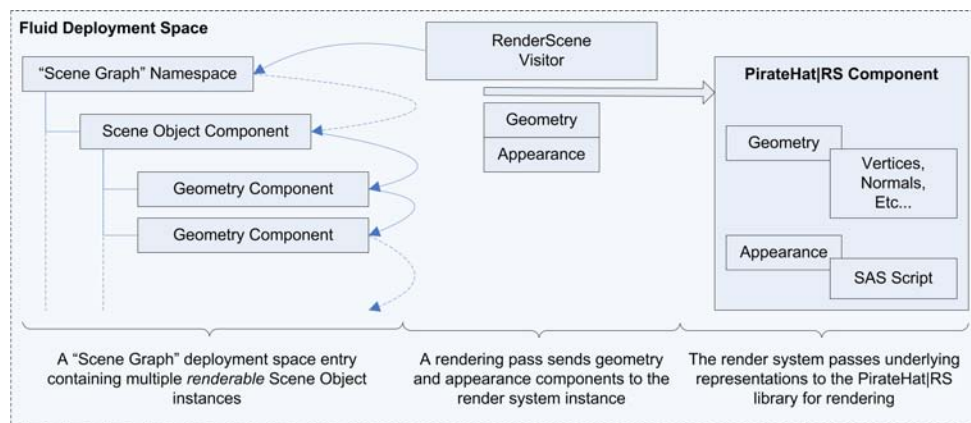 Fluid Deployment Space
“Scene Graph” Namespace
Scene Object Component
Geometry Component
Geometry Component
RenderScene
Visitor
Geometry
Appearance
PirateHat|RS Component
Geometry
Vertices,
Normals,
Etc...
Appearance
SAS Script
A “Scene Graph” deployment space entry
containing multiple renderable Scene Object
instances
A rendering pass sends geometry
and appearance components to the
render system instance
The render system passes underlying
representations to the PirateHat|RS
library for rendering